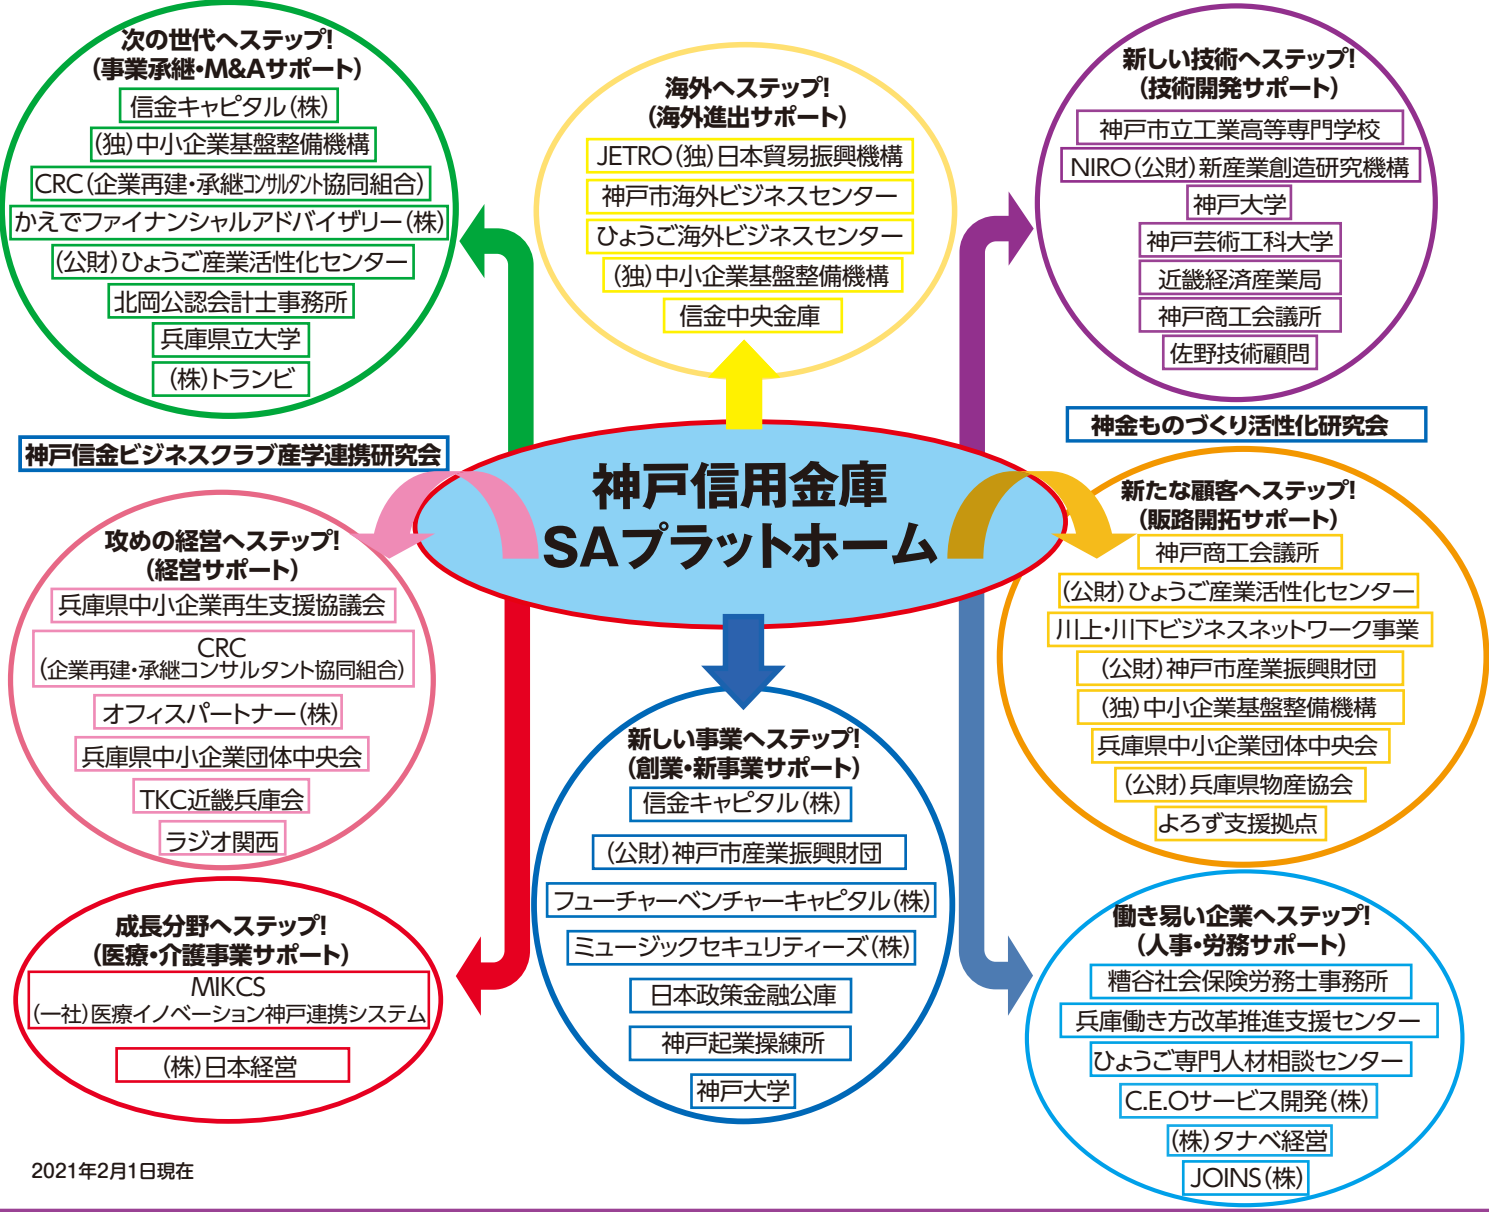 次の世代へステップ!
(事業承継・M&Aサポート)
信金キャピタル(株)
(独)中小企業基盤整備機構
CRC(企業再建・承継コンサルタント協同組合)
かえでファイナンシャルアドバイザリー(株)
(公財)ひょうご産業活性化センター
北岡公認会計士事務所
兵庫県立大学
(株)トランビ
海外へステップ!
(海外進出サポート)
JETRO(独)日本貿易振興機構
神戸市海外ビジネスセンター
ひょうご海外ビジネスセンター
(独)中小企業基盤整備機構
信金中央金庫
新しい技術へステップ!
(技術開発サポート)
神戸市立工業高等専門学校
NIRO(公財)新産業創造研究機構
神戸大学
神戸芸術工科大学
近畿経済産業局
神戸商工会議所
佐野技術顧問
神戸信金ビジネスクラブ産学連携研究会
神金ものづくり活性化研究会
神戸信用金庫
SAプラットホーム
攻めの経営へステップ!
(経営サポート)
兵庫県中小企業再生支援協議会
CRC
(企業再建・承継コンサルタント協同組合)
オフィスパートナー(株)
兵庫県中小企業団体中央会
TKC近畿兵庫会
ラジオ関西
新たな顧客へステップ!
(販路開拓サポート)
神戸商工会議所
(公財)ひょうご産業活性化センター
川上・川下ビジネスネットワーク事業
(公財)神戸市産業振興財団
(独)中小企業基盤整備機構
兵庫県中小企業団体中央会
(公財)兵庫県物産協会
よろず支援拠点
成長分野へステップ!
(医療・介護事業サポート)
MIKCS
(一社)医療イノベーション神戸連携システム
(株)日本経営
新しい事業へステップ!
(創業・新事業サポート)
信金キャピタル(株)
(公財)神戸市産業振興財団
フューチャーベンチャーキャピタル(株)
ミュージックセキュリティーズ(株)
日本政策金融公庫
神戸起業操練所
神戸大学
働き易い企業へステップ!
(人事・労務サポート)
糟谷社会保険労務士事務所
兵庫働き方改革推進支援センター
ひょうご専門人材相談センター
C.E.Oサービス開発(株)
(株)タナベ経営
JOINS(株)
2021年2月1日現在